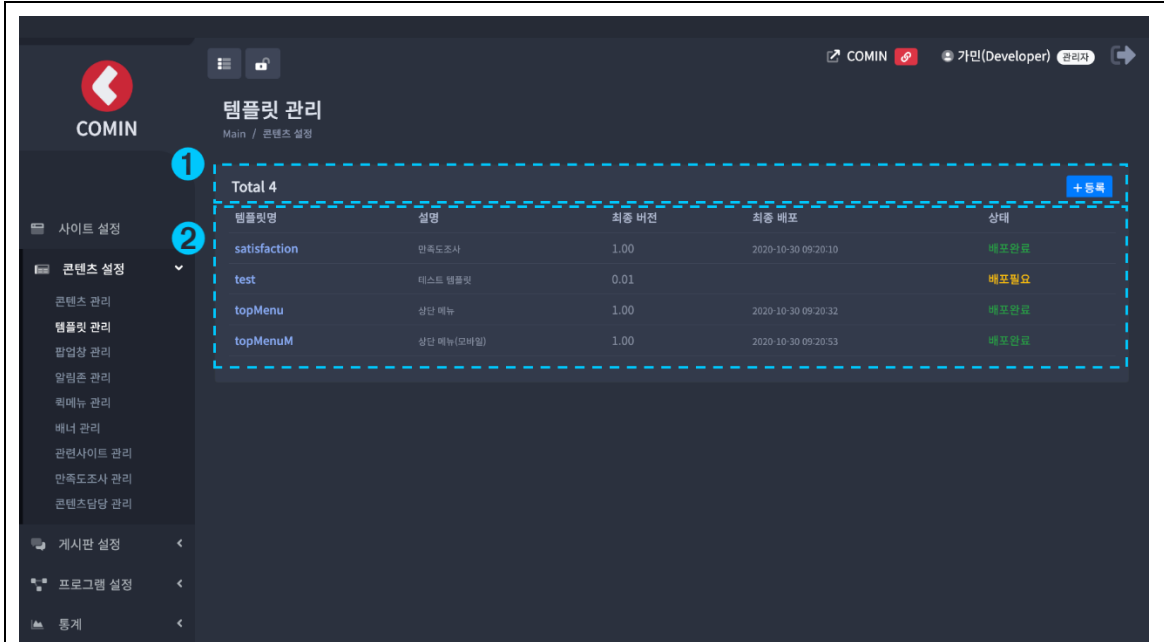 COMIN
가민(Developer) 관리자
COMIN
템플릿 관리
Main / 콘텐츠 설정
1
Total 4
+ 등록
2
템플릿명 설명 최종 버전 최종 배포 상태
satisfaction 만족도조사 1.00 2020-10-30 09:20:10 배포완료
test 테스트 템플릿 0.01 배포필요
topMenu 상단 메뉴 1.00 2020-10-30 09:20:32 배포완료
topMenuM 상단 메뉴(모바일) 1.00 2020-10-30 09:20:53 배포완료
사이트 설정
콘텐츠 설정
콘텐츠 관리
템플릿 관리
팝업창 관리
알림존 관리
퀵메뉴 관리
배너 관리
관련사이트 관리
만족도조사 관리
콘텐츠담당 관리
게시판 설정
프로그램 설정
통계